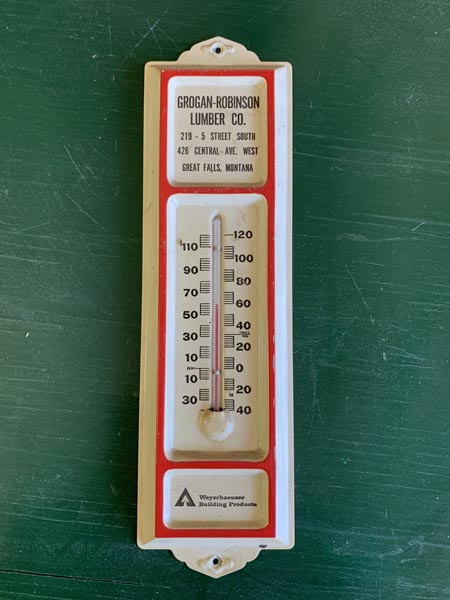 GROGAN-ROBINSON
LUMBER CO.
219 - 5 STREET SOUTH
426 CENTRAL AVE. WEST
GREAT FALLS, MONTANA
120
110
100
90
80
70
60
50
40
30
20
10
0
10
30
40
Weyerhaeuser
Building Products